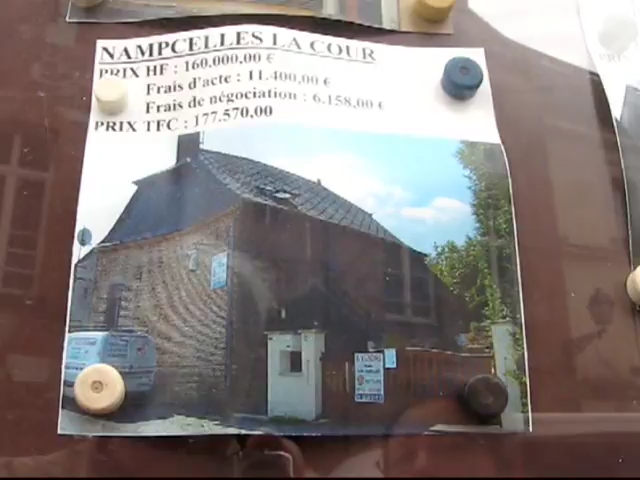 NAMPCELLES LA COUR
PRIX HF : 160.000,00 €
Frais d'acte : 11.400,00 €
Frais de négociation : 6.158,00 €
PRIX TFC : 177.570,00